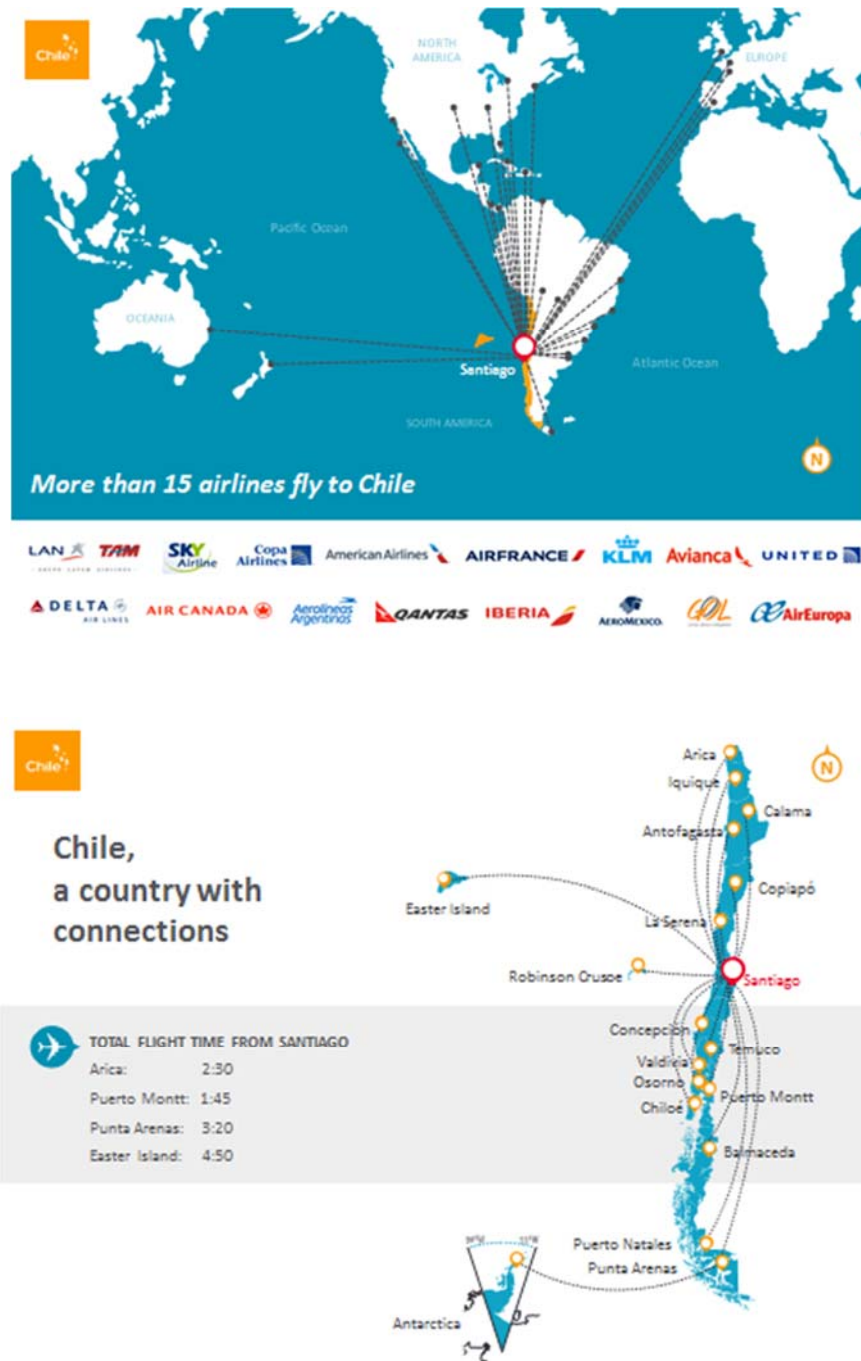 Chile
NORTH
AMERICA
EUROPE
Pacific Ocean
OCEANIA
Santiago
Atlantic Ocean
SOUTH AMERICA
N
More than 15 airlines fly to Chile
LAN TAM SKY Airline Copa Airlines American Airlines AIRFRANCE KLM Avianca UNITED
DELTA AIR LINES AIR CANADA Aerolíneas Argentinas QANTAS IBERIA AEROMEXICO. GOL AirEuropa
Chile
N
Chile,
a country with
connections
Arica
Iquique
Calama
Antofagasta
Copiapó
Easter Island
La Serena
Robinson Crusoe
Santiago
TOTAL FLIGHT TIME FROM SANTIAGO
Arica: 2:30
Puerto Montt: 1:45
Punta Arenas: 3:20
Easter Island: 4:50
Concepción
Temuco
Valdivia
Osorno
Puerto Montt
Chiloé
Balmaceda
Puerto Natales
Punta Arenas
Antarctica